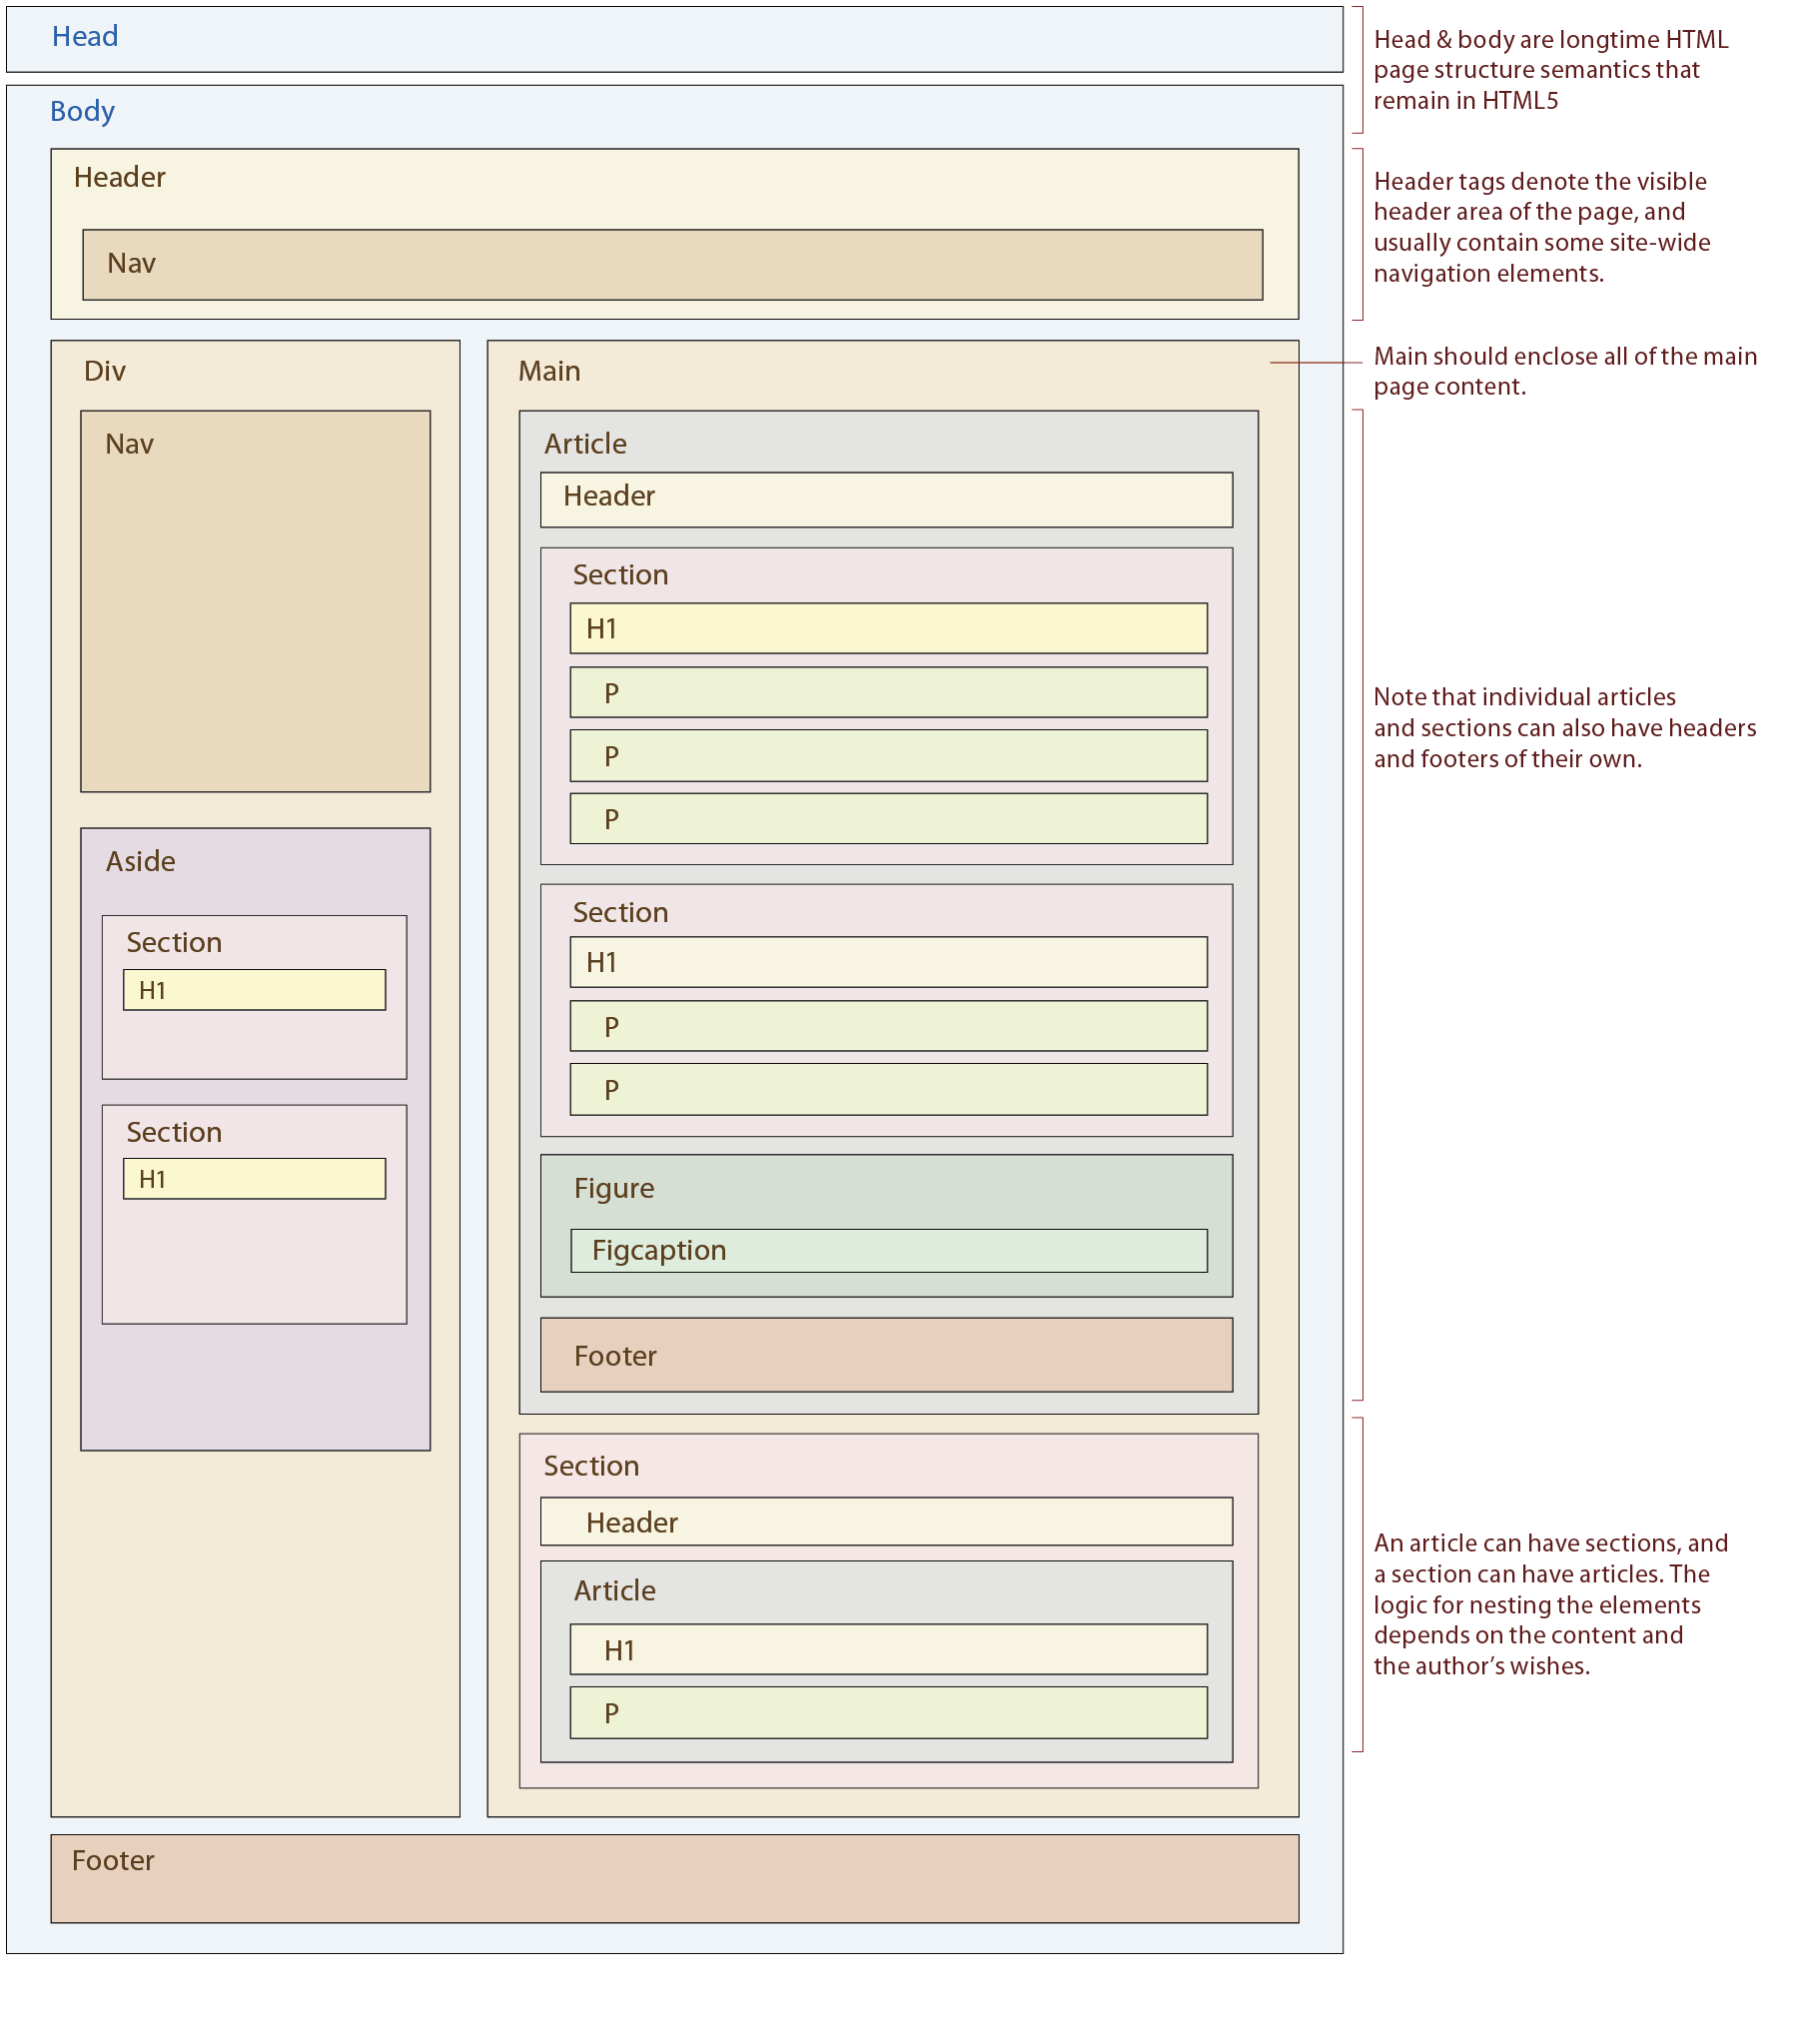 Head
Head & body are longtime HTML
page structure semantics that
remain in HTML5
Body
Header
Nav
Header tags denote the visible
header area of the page, and
usually contain some site-wide
navigation elements.
Div
Nav
Aside
Section
H1
Section
H1
Main
Main should enclose all of the main
page content.
Article
Header
Section
H1
P
P
P
Section
H1
P
P
Figure
Figcaption
Footer
Note that individual articles
and sections can also have headers
and footers of their own.
Section
Header
Article
H1
P
An article can have sections, and
a section can have articles. The
logic for nesting the elements
depends on the content and
the author’s wishes.
Footer